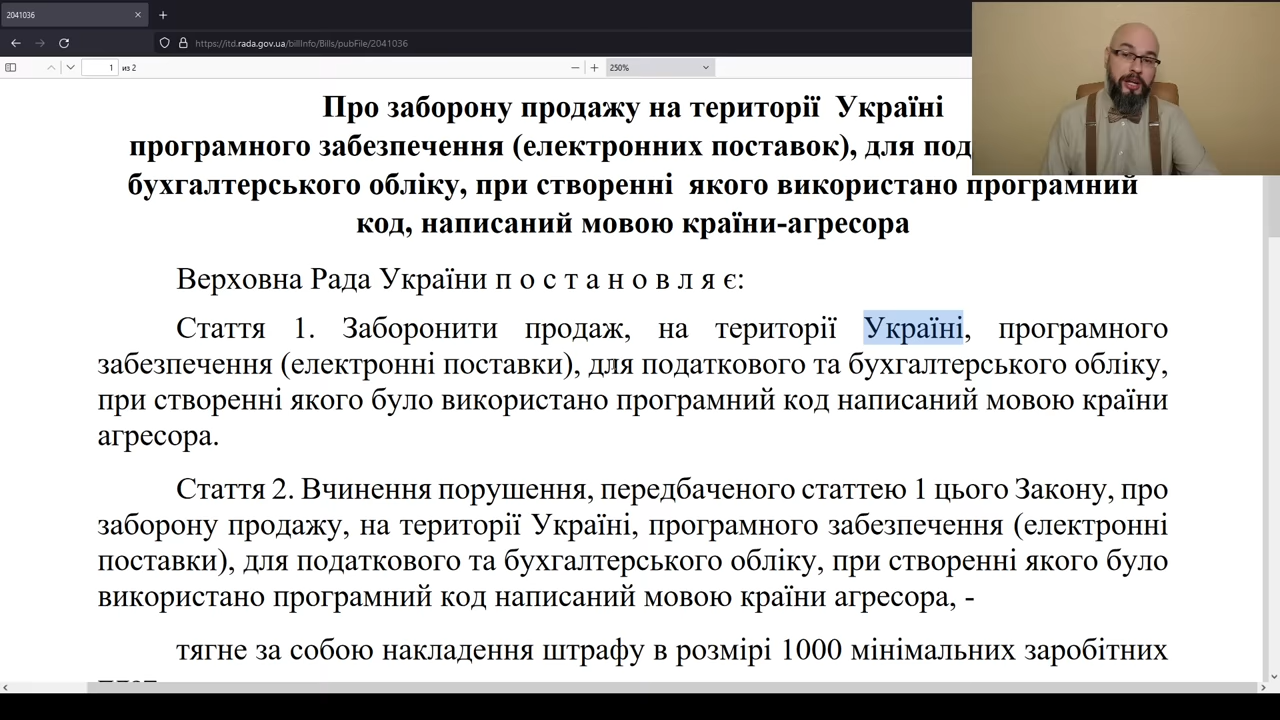 2041036
https://itd.rada.gov.ua/billInfo/Bills/pubFile/2041036
1 из 2
250%
Про заборону продажу на території Україні
програмного забезпечення (електронних поставок), для под
бухгалтерського обліку, при створенні якого використано програмний
код, написаний мовою країни-агресора
Верховна Рада України п о с т а н о в л я є:
Стаття 1. Заборонити продаж, на території Україні, програмного
забезпечення (електронні поставки), для податкового та бухгалтерського обліку,
при створенні якого було використано програмний код написаний мовою країни
агресора.
Стаття 2. Вчинення порушення, передбаченого статтею 1 цього Закону, про
заборону продажу, на території Україні, програмного забезпечення (електронні
поставки), для податкового та бухгалтерського обліку, при створенні якого було
використано програмний код написаний мовою країни агресора, -
тягне за собою накладення штрафу в розмірі 1000 мінімальних заробітних